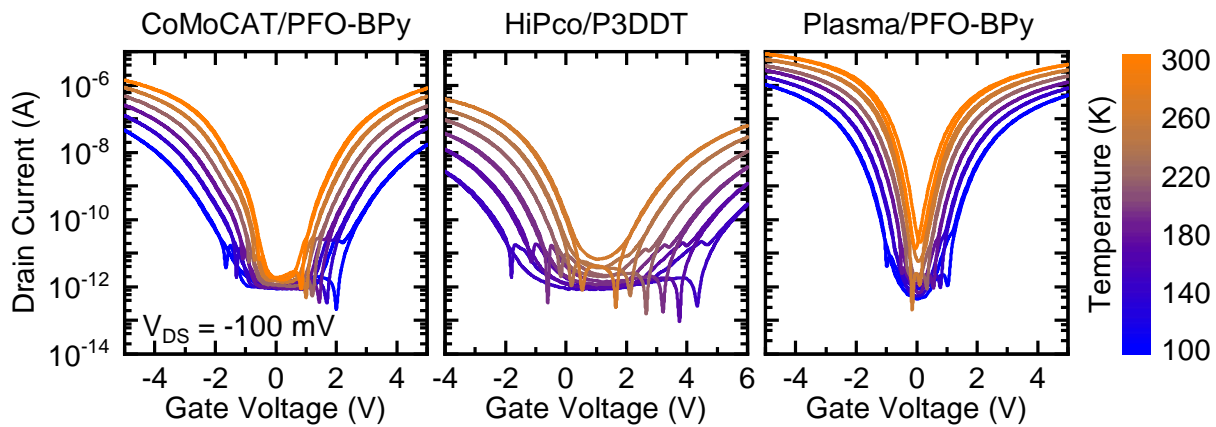 CoMoCAT/PFO-BPy HiPco/P3DDT Plasma/PFO-BPy
Drain Current (A)
10⁻⁶
10⁻⁸
10⁻¹⁰
10⁻¹²
10⁻¹⁴
V_DS = -100 mV
-4 -2 0 2 4
Gate Voltage (V)
-4 -2 0 2 4 6
Gate Voltage (V)
-4 -2 0 2 4
Gate Voltage (V)
Temperature (K)
300
260
220
180
140
100